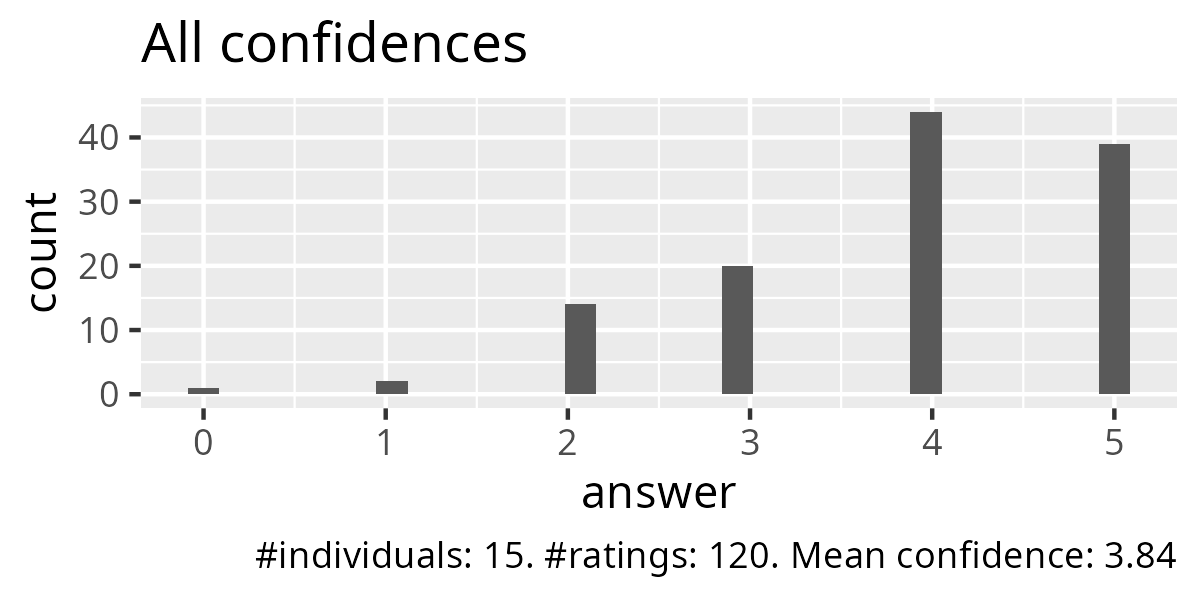 All confidences
count
40
30
20
10
0
0 1 2 3 4 5
answer
#individuals: 15. #ratings: 120. Mean confidence: 3.84